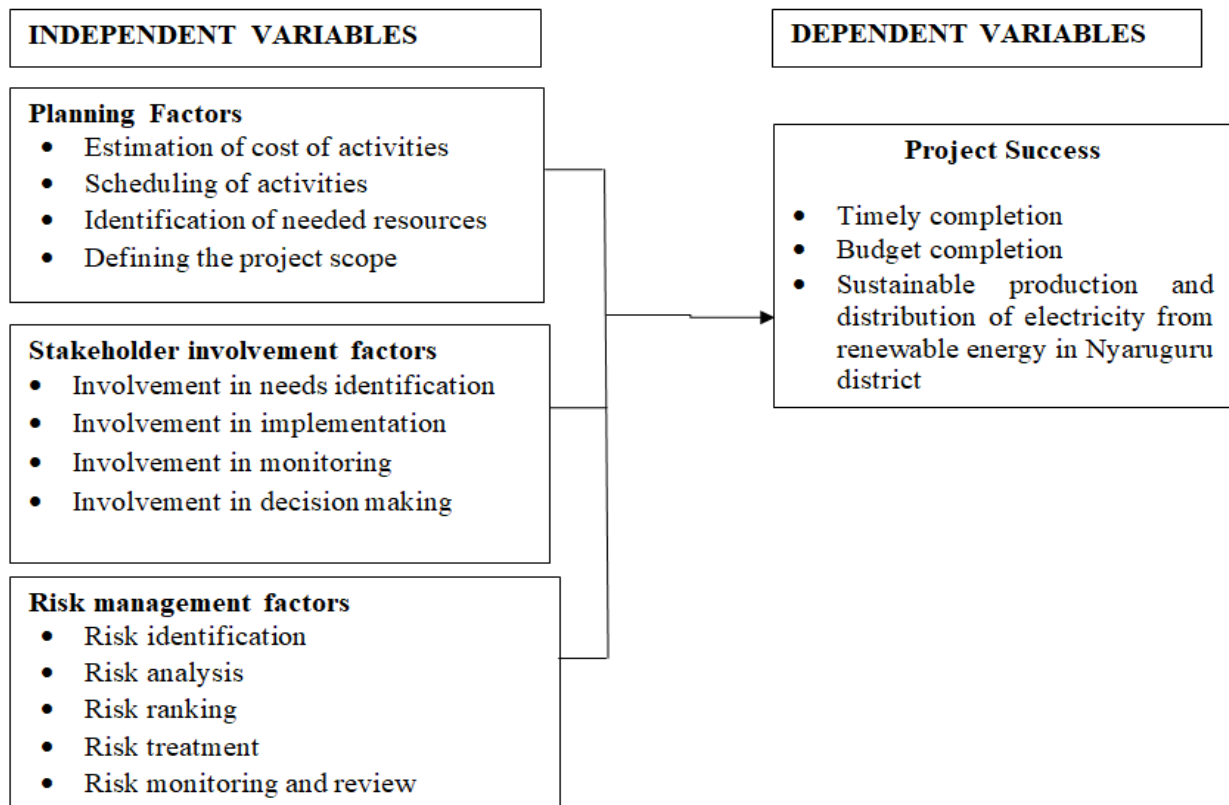 INDEPENDENT VARIABLES
Planning Factors
• Estimation of cost of activities
• Scheduling of activities
• Identification of needed resources
• Defining the project scope
Stakeholder involvement factors
• Involvement in needs identification
• Involvement in implementation
• Involvement in monitoring
• Involvement in decision making
Risk management factors
• Risk identification
• Risk analysis
• Risk ranking
• Risk treatment
• Risk monitoring and review
DEPENDENT VARIABLES
Project Success
• Timely completion
• Budget completion
• Sustainable production and
distribution of electricity from
renewable energy in Nyaruguru
district